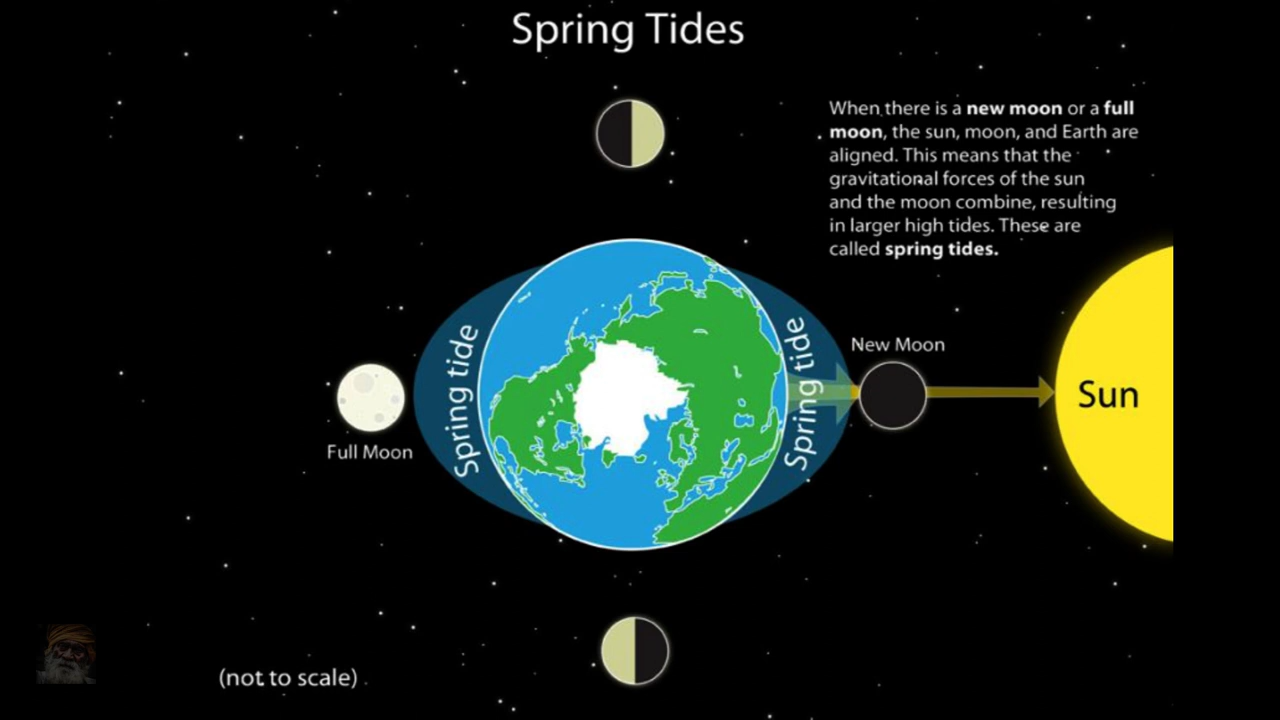 Spring Tides
When there is a new moon or a full
moon, the sun, moon, and Earth are
aligned. This means that the
gravitational forces of the sun
and the moon combine, resulting
in larger high tides. These are
called spring tides.
Spring tide
Spring tide
New Moon
Sun
Full Moon
(not to scale)